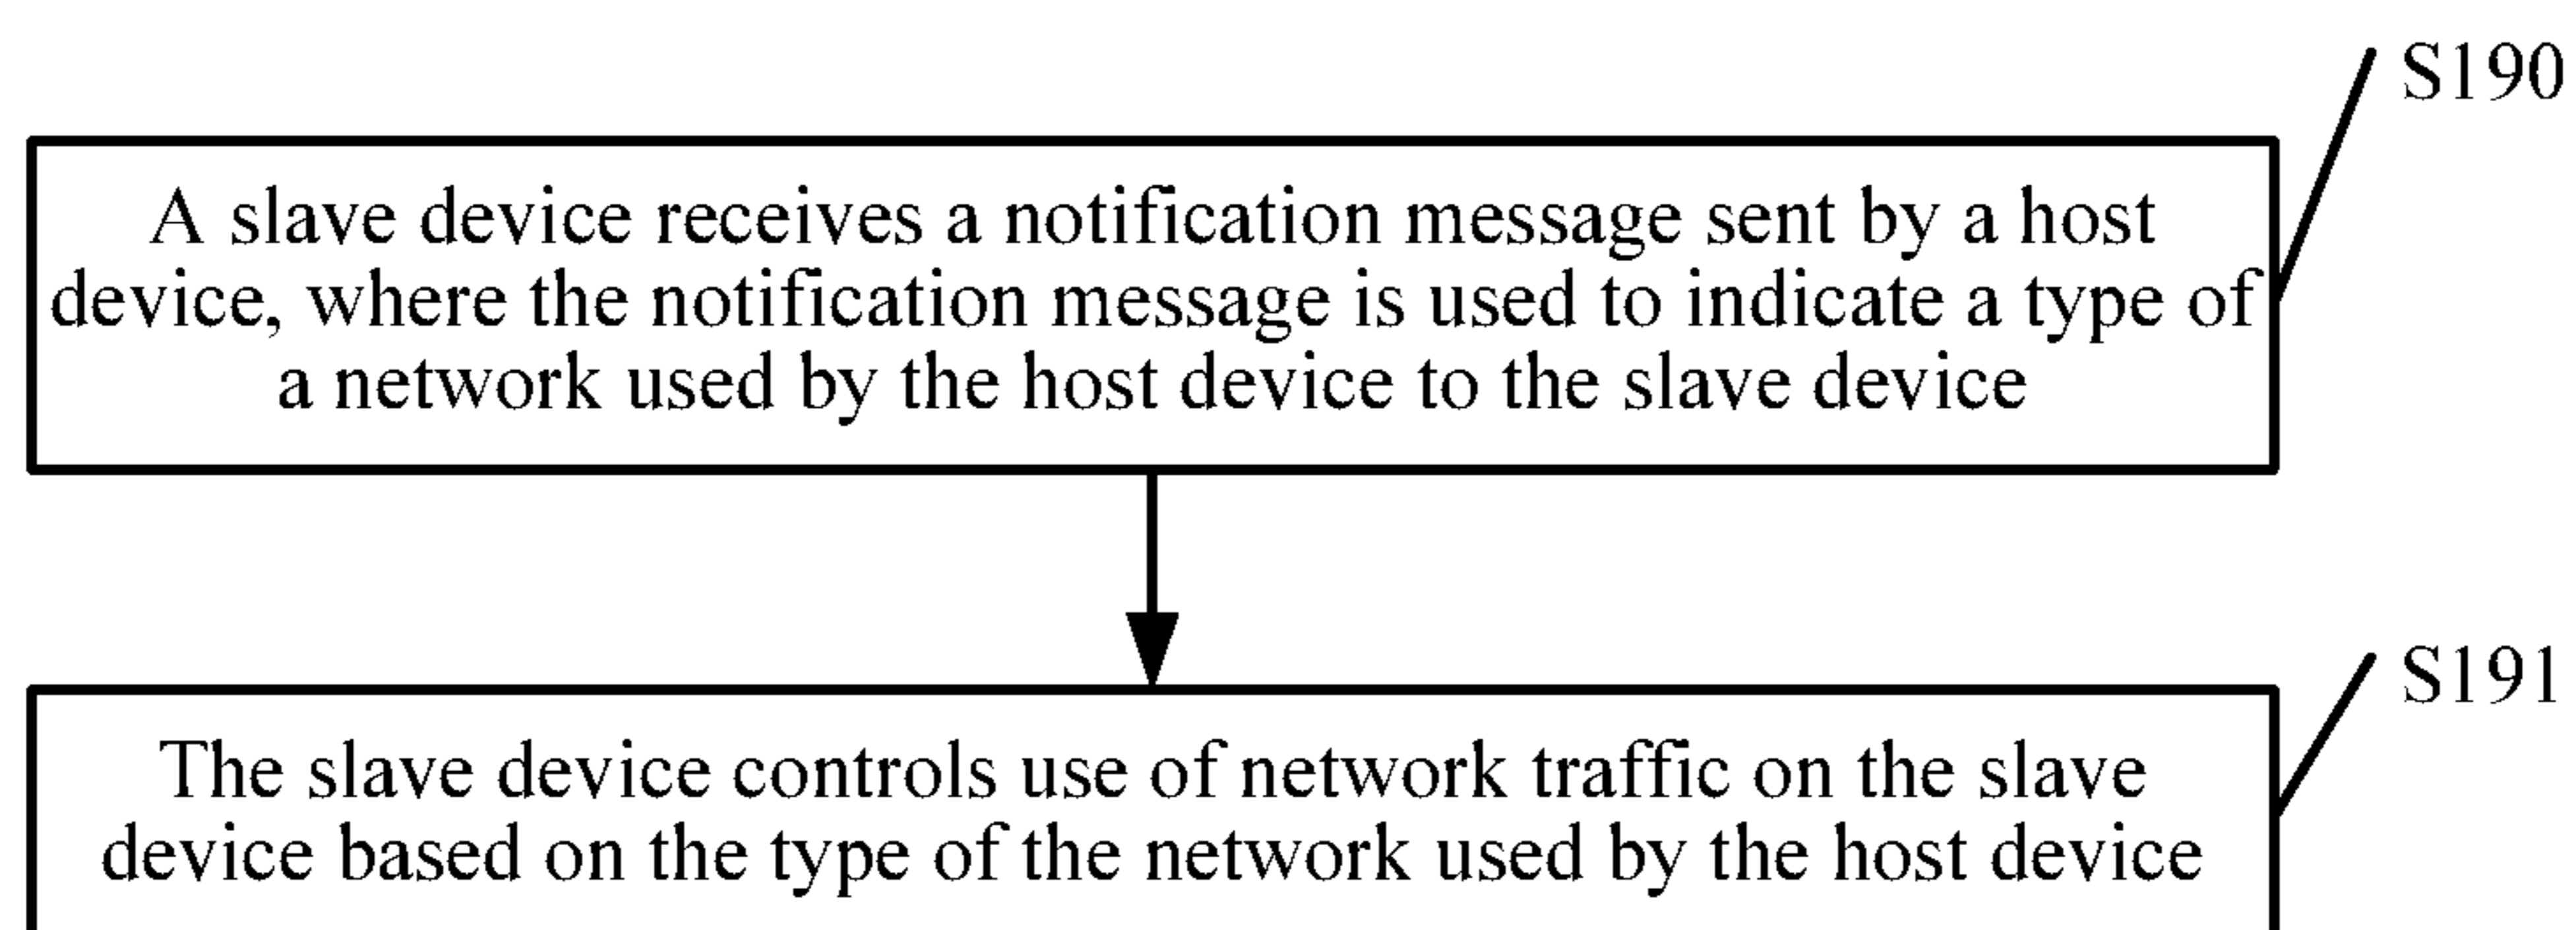 S190
A slave device receives a notification message sent by a host
device, where the notification message is used to indicate a type of
a network used by the host device to the slave device
S191
The slave device controls use of network traffic on the slave
device based on the type of the network used by the host device